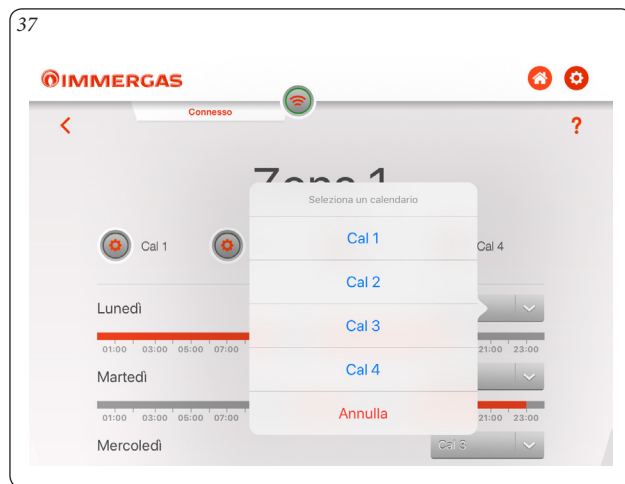 37
IMMERGAS
Connesso
?
Zona 1
Seleziona un calendario
Cal 1
Cal 1
Cal 4
Cal 2
Lunedì
Cal 3
01:00 03:00 05:00 07:00 21:00 23:00
Martedì
Cal 4
01:00 03:00 05:00 07:00 21:00 23:00
Annulla
Mercoledì
Cal 3